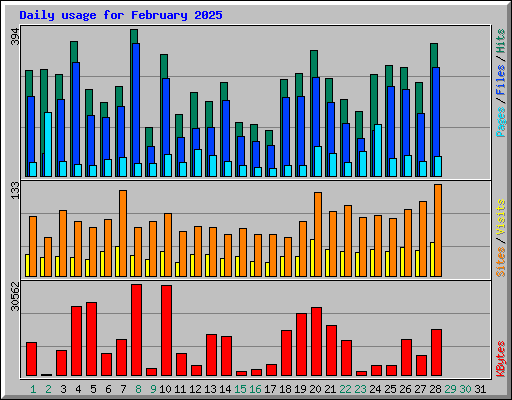 Daily usage for February 2025
394
Pages / Files / Hits
133
Sites / Visits
30562
KBytes
1 2 3 4 5 6 7 8 9 10 11 12 13 14 15 16 17 18 19 20 21 22 23 24 25 26 27 28 29 30 31